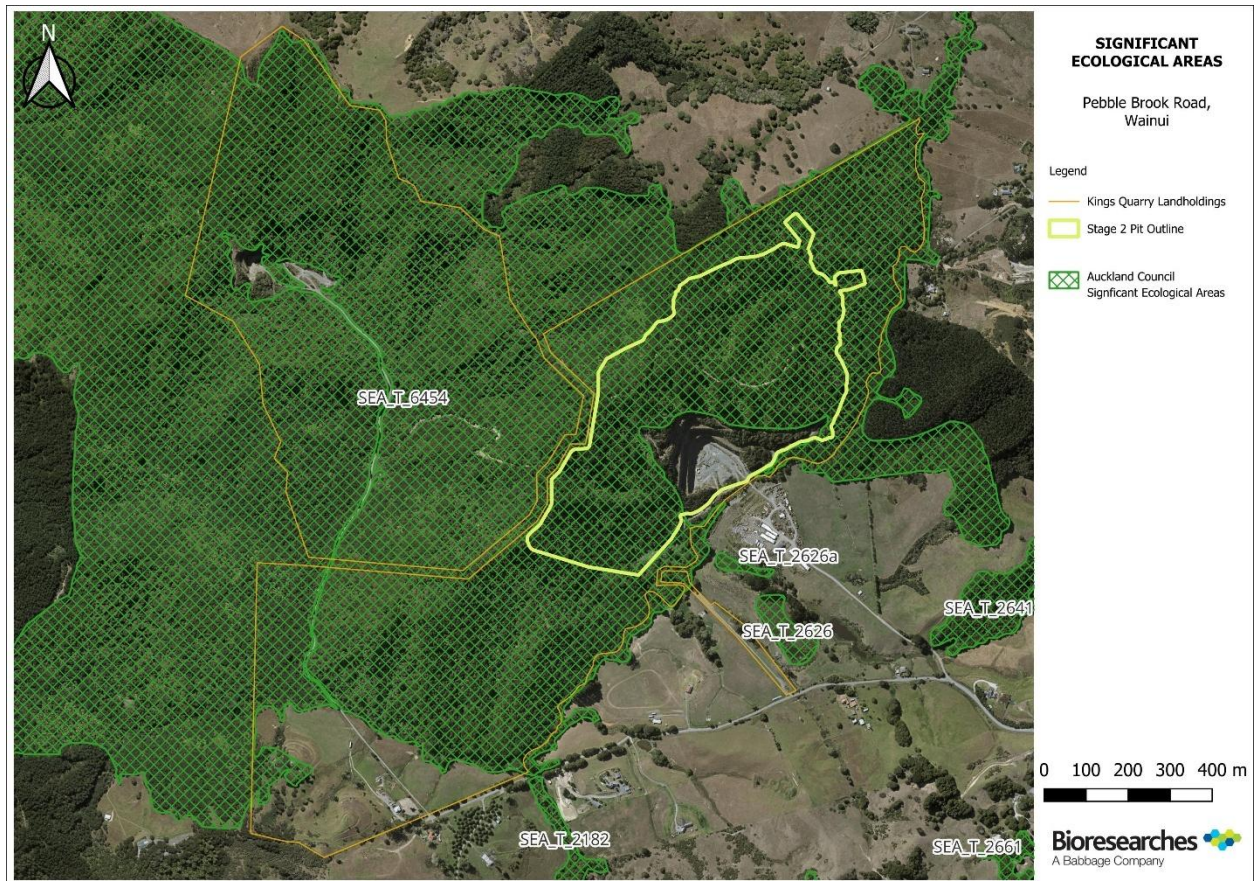 N
SIGNIFICANT
ECOLOGICAL AREAS
Pebble Brook Road,
Wainui
Legend
Kings Quarry Landholdings
Stage 2 Pit Outline
Auckland Council
Signficant Ecological Areas
SEA_T_6454
SEA_T_2626a
SEA_T_2641
SEA_T_2626
SEA_T_2182
SEA_T_2661
0 100 200 300 400 m
Bioresearches
A Babbage Company